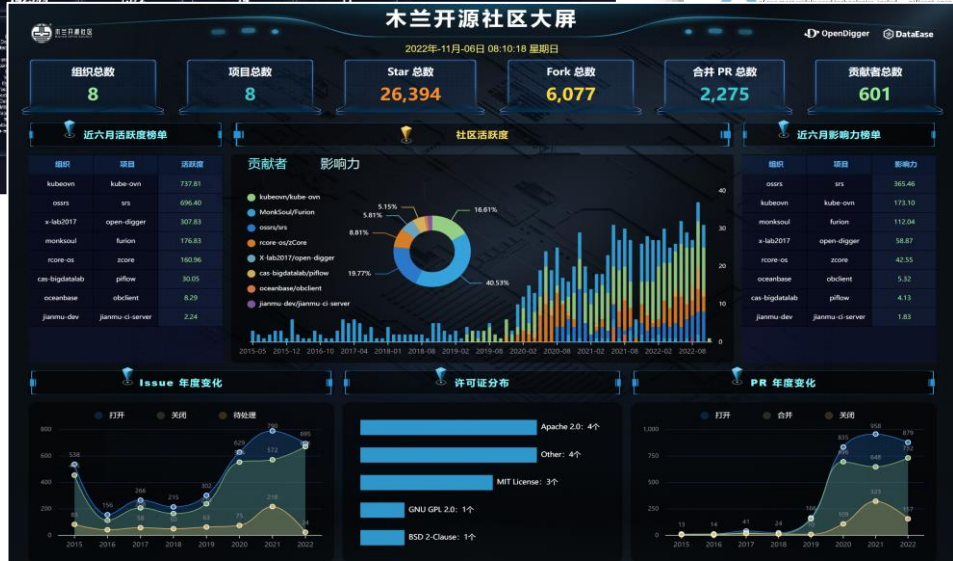 木兰开源社区大屏
木兰开源社区
OpenDigger DataEase
2022年-11月-06日 08:10:18 星期日
组织总数 项目总数 Star 总数 Fork 总数 合并 PR 总数 贡献者总数
8 8 26,394 6,077 2,275 601
近六月活跃度榜单
组织 项目 活跃度
kubeovn kube-ovn 737.81
ossrs srs 696.40
x-lab2017 open-digger 307.83
monksoul furion 176.83
rcore-os zcore 160.96
cas-bigdatalab piflow 30.05
oceanbase obclient 8.29
jianmu-dev jianmu-ci-server 2.24
社区活跃度
贡献者 影响力
kubeovn/kube-ovn
MonkSoul/Furion
ossrs/srs
rcore-os/zCore
X-lab2017/open-digger
cas-bigdatalab/piflow
oceanbase/obclient
jianmu-dev/jianmu-ci-server
5.15%
5.81%
8.81%
19.77%
16.61%
40.53%
40
30
20
10
0
2015-05 2015-12 2016-10 2017-04 2018-01 2018-08 2019-02 2019-08 2020-02 2020-08 2021-02 2021-08 2022-02 2022-08
近六月影响力榜单
组织 项目 影响力
ossrs srs 365.46
kubeovn kube-ovn 173.10
monksoul furion 112.04
x-lab2017 open-digger 58.87
rcore-os zcore 42.55
oceanbase obclient 5.32
cas-bigdatalab piflow 4.13
jianmu-dev jianmu-ci-server 1.83
Issue 年度变化
打开 关闭 待处理
800
600
400
200
0
538 156 266 215 302 629 790 695
572
58 63 75 218 24
2015 2016 2017 2018 2019 2020 2021 2022
许可证分布
Apache 2.0: 4个
Other: 4个
MIT License: 3个
GNU GPL 2.0: 1个
BSD 2-Clause: 1个
PR 年度变化
打开 合并 关闭
1,000
750
500
250
0
13 14 41 24 166 835 958 879
696 648 732
109 323 157
2015 2016 2017 2018 2019 2020 2021 2022